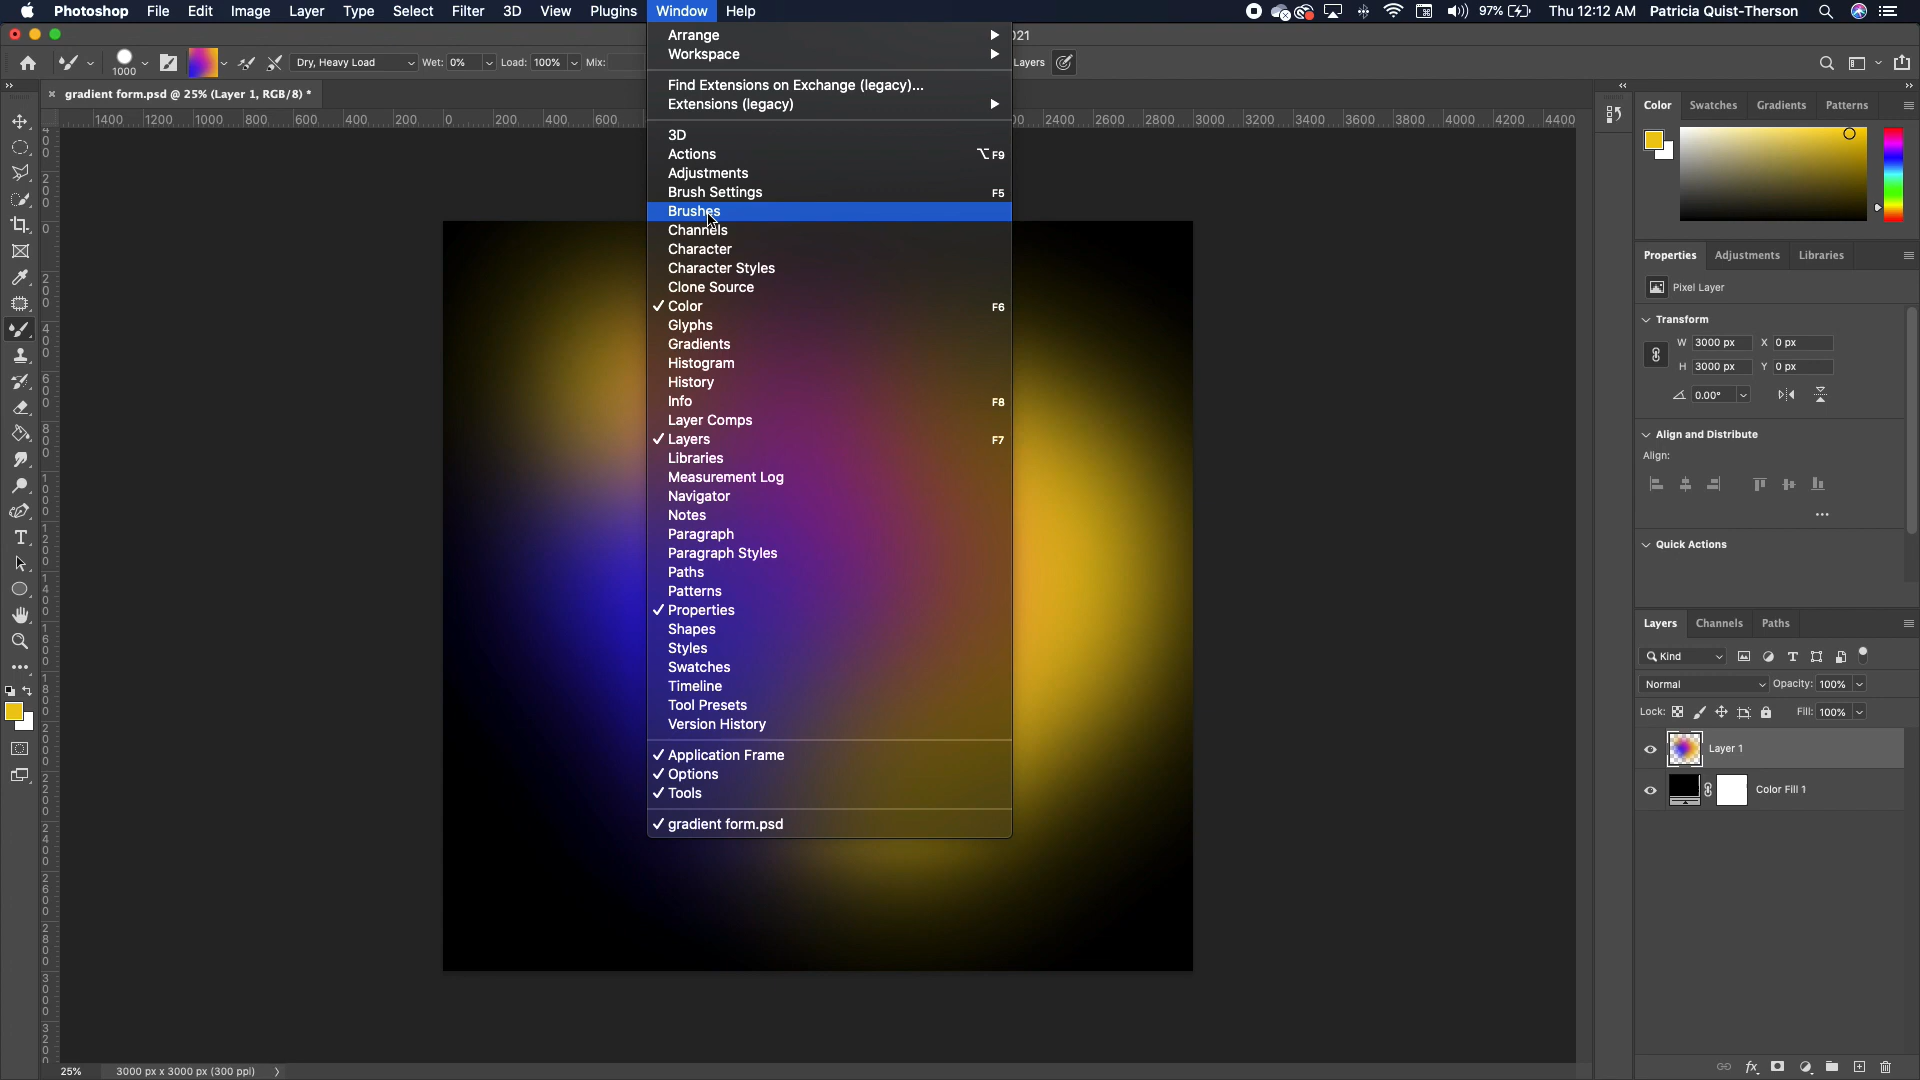 Photoshop File Edit Image Layer Type Select Filter 3D View Plugins Window Help 97% Thu 12:12 AM Patricia Quist-Therson
1000 Dry, Heavy Load Wet: 0% Load: 100% Mix: Layers
021
gradient form.psd @ 25% (Layer 1, RGB/8) *
1400 1200 1000 800 600 400 200 0 200 400 600 2400 2600 2800 3000 3200 3400 3600 3800 4000 4200 4400
Arrange
Workspace
Find Extensions on Exchange (legacy)...
Extensions (legacy)
3D
Actions ⌥F9
Adjustments
Brush Settings F5
Brushes
Channels
Character
Character Styles
Clone Source
✓ Color F6
Glyphs
Gradients
Histogram
History
Info F8
Layer Comps
✓ Layers F7
Libraries
Measurement Log
Navigator
Notes
Paragraph
Paragraph Styles
Paths
Patterns
✓ Properties
Shapes
Styles
Swatches
Timeline
Tool Presets
Version History
✓ Application Frame
✓ Options
✓ Tools
✓ gradient form.psd
Color Swatches Gradients Patterns
Properties Adjustments Libraries
Pixel Layer
Transform
W 3000 px X 0 px
H 3000 px Y 0 px
0.00°
Align and Distribute
Align:
Quick Actions
Layers Channels Paths
Kind
Normal Opacity: 100%
Lock: Fill: 100%
Layer 1
Color Fill 1
25% 3000 px x 3000 px (300 ppi)